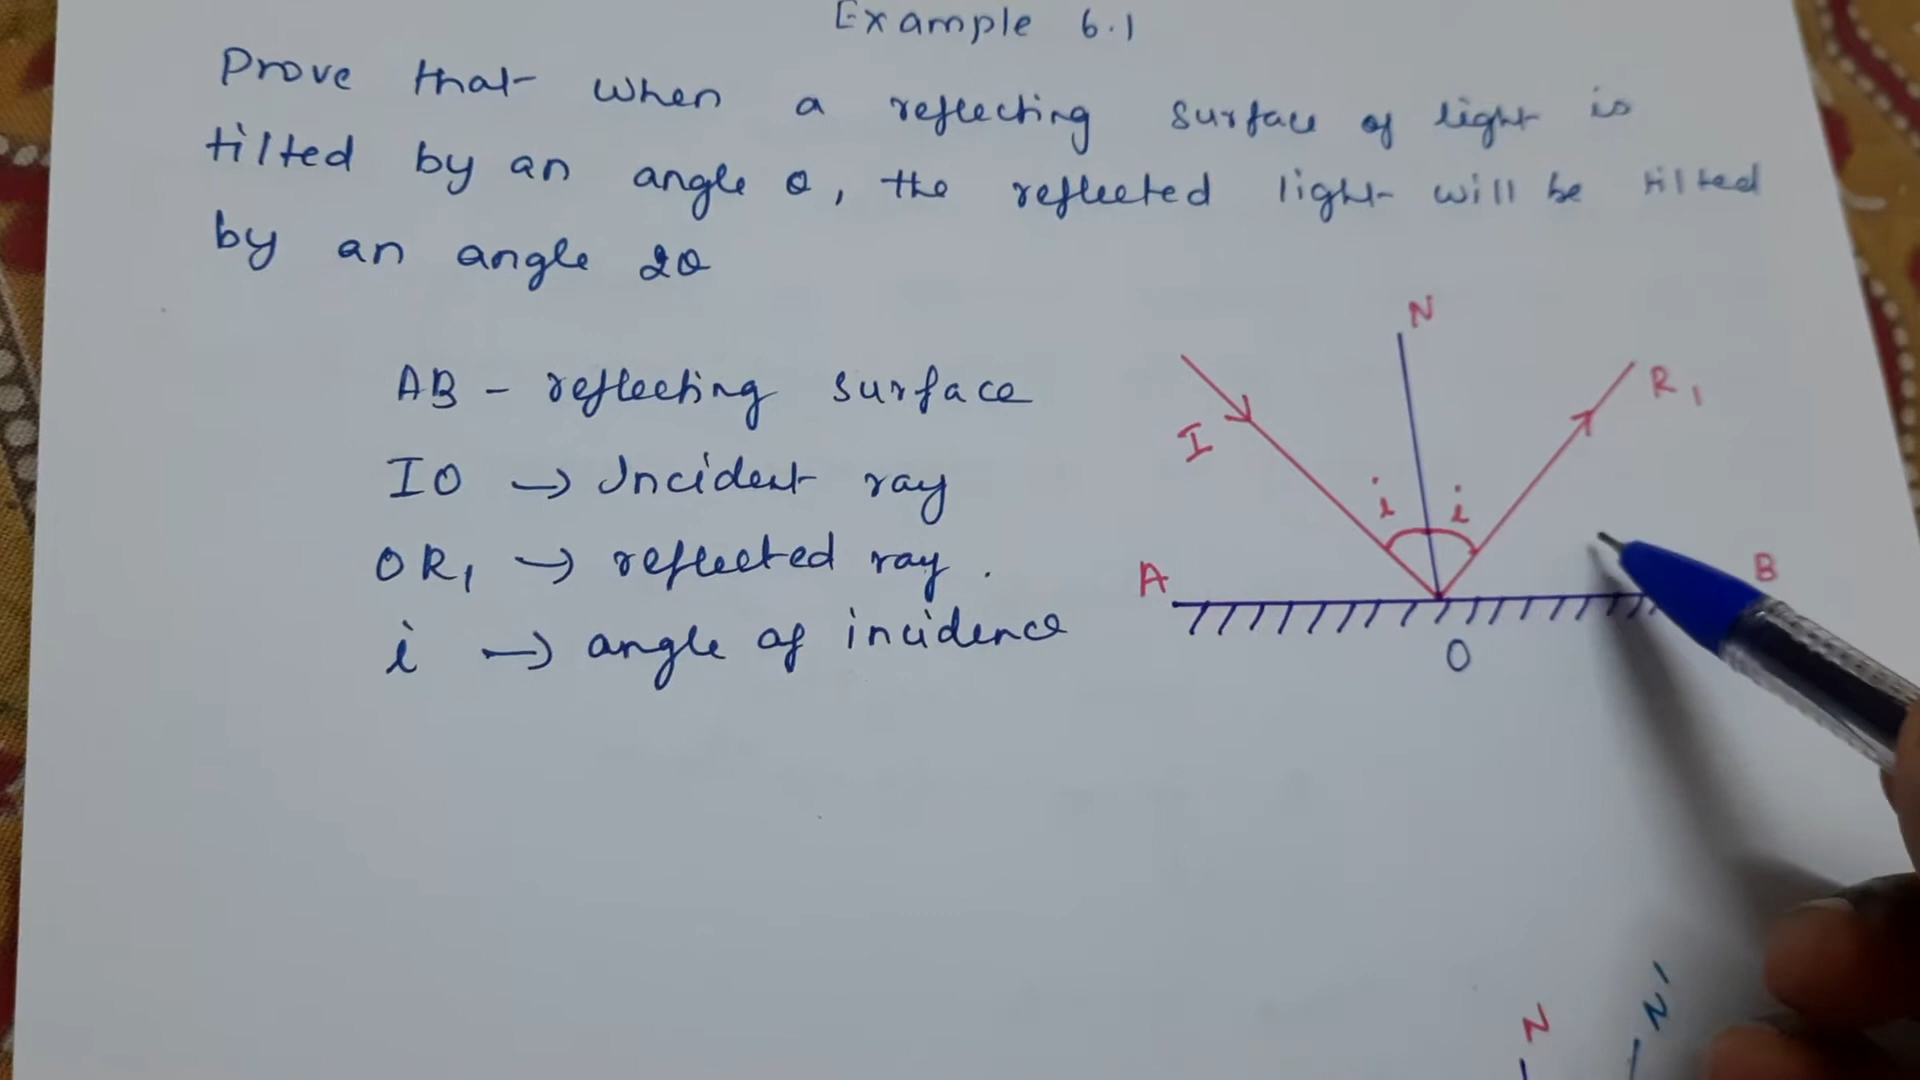 Example 6.1
Prove that when a reflecting surface of light is
tilted by an angle θ, the reflected light will be tilted
by an angle 2θ
AB - reflecting surface
IO → Incident ray
OR₁ → reflected ray.
i → angle of incidence
N
R₁
I
i i
A
B
O
N
N'